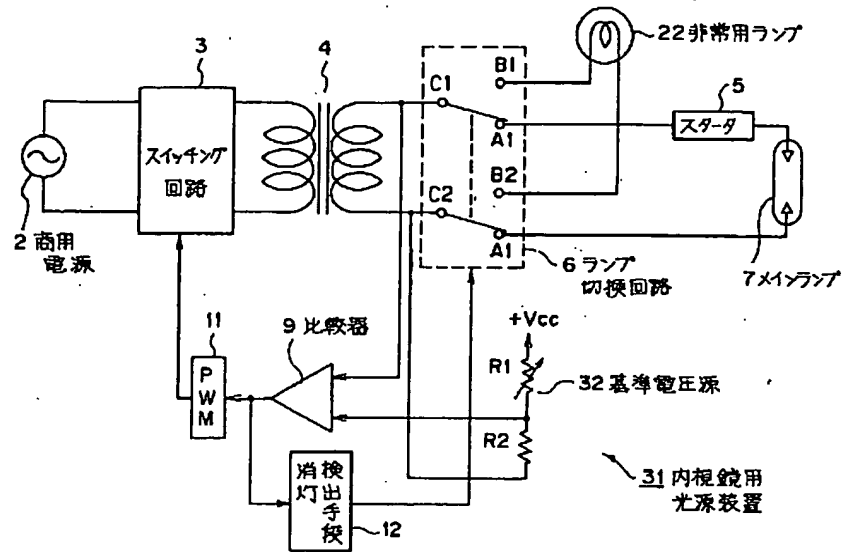 22非常用ランプ
3
4
B1
C1
5
スイッチング
回路
スタータ
A1
B2
C2
A1
2 商用
電源
6 ランプ
切換回路
7メインランプ
+Vcc
9 比較器
11
R1
32基準電圧源
PWM
R2
消灯
検出手段
12
31 内視鏡用
光源装置